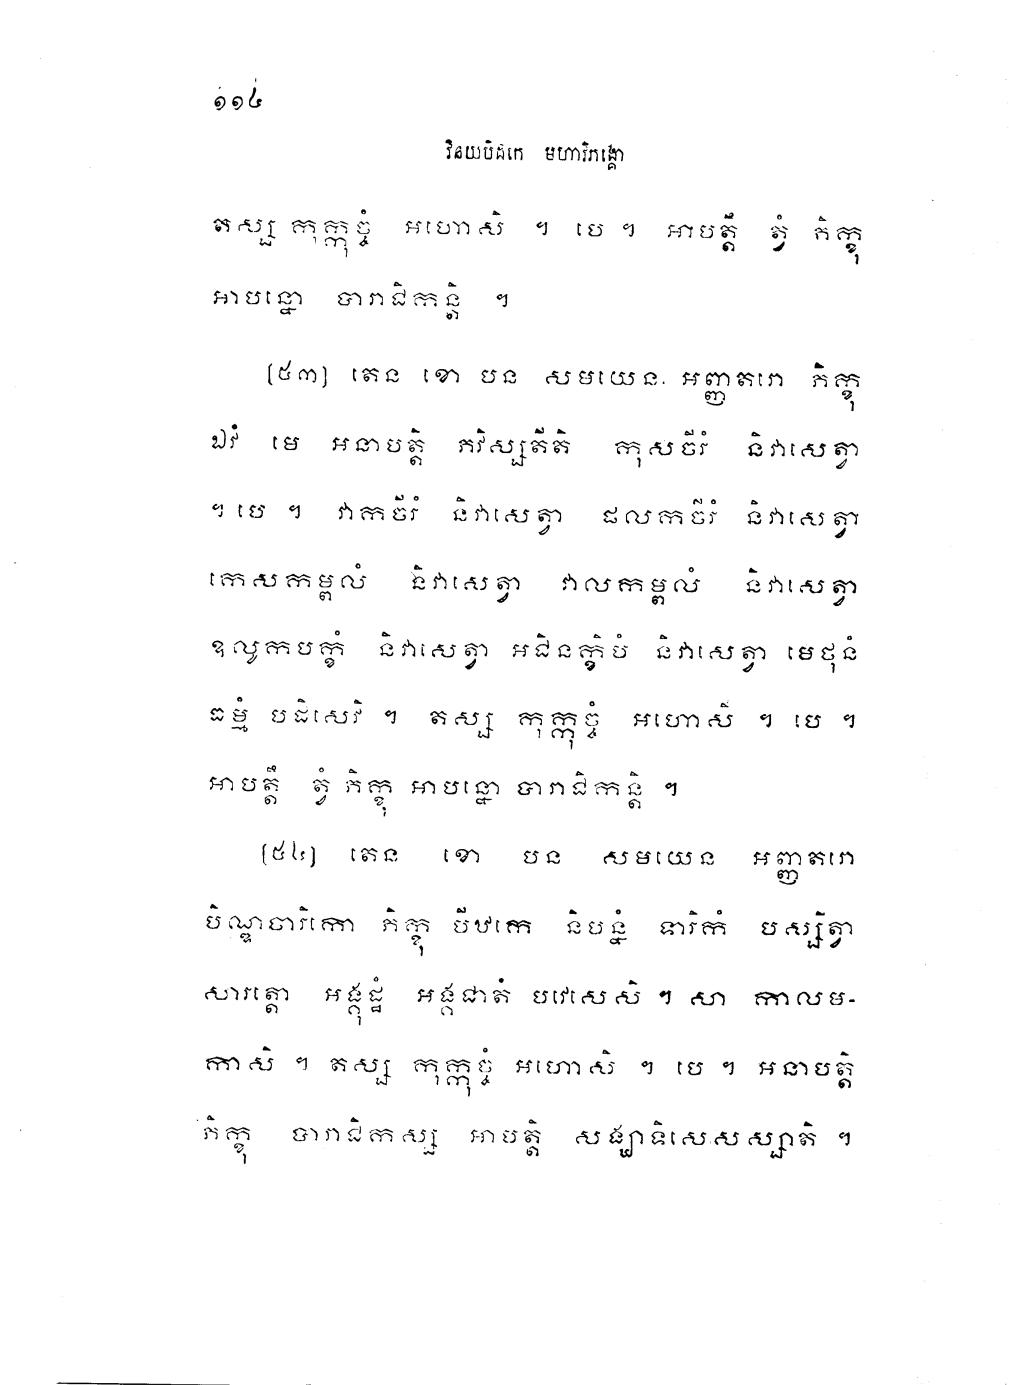 ១១៤
វិនយបិដកេ មហាវិភង្គោ
តស្ស កុក្កុច្ចំ អហោសិ ។ បេ ។ អាបត្តឹ ត្វំ ភិក្ខុ
អាបន្នោ បារាជិកន្តិ ។
(៥៣) តេន ខោ បន សមយេន អញ្ញតរោ ភិក្ខុ
ឯវំ មេ អនាបត្តិ ភវិស្សតីតិ កុសចីរំ និវាសេត្វា
។ បេ ។ វាកចីរំ និវាសេត្វា ផលកចីរំ និវាសេត្វា
កេសកម្ពលំ និវាសេត្វា វាលកម្ពលំ និវាសេត្វា
ឧលូកបក្ខំ និវាសេត្វា អជិនក្ខិបំ និវាសេត្វា មេថុនំ
ធម្មំ បដិសេវិ ។ តស្ស កុក្កុច្ចំ អហោសិ ។ បេ ។
អាបត្តឹ ត្វំ ភិក្ខុ អាបន្នោ បារាជិកន្តិ ។
(៥៤) តេន ខោ បន សមយេន អញ្ញតរោ
បិណ្ឌចារិកោ ភិក្ខុ បីឋកេ និបន្នំ ទារិកំ បស្សិត្វា
សារត្តោ អង្គុដ្ឋំ អង្គជាតំ បវេសេសិ ។ សា កាលម-
កាសិ ។ តស្ស កុក្កុច្ចំ អហោសិ ។ បេ ។ អនាបត្តិ
ភិក្ខុ បារាជិកស្ស អាបត្តិ សង្ឃាទិសេសស្សាតិ ។